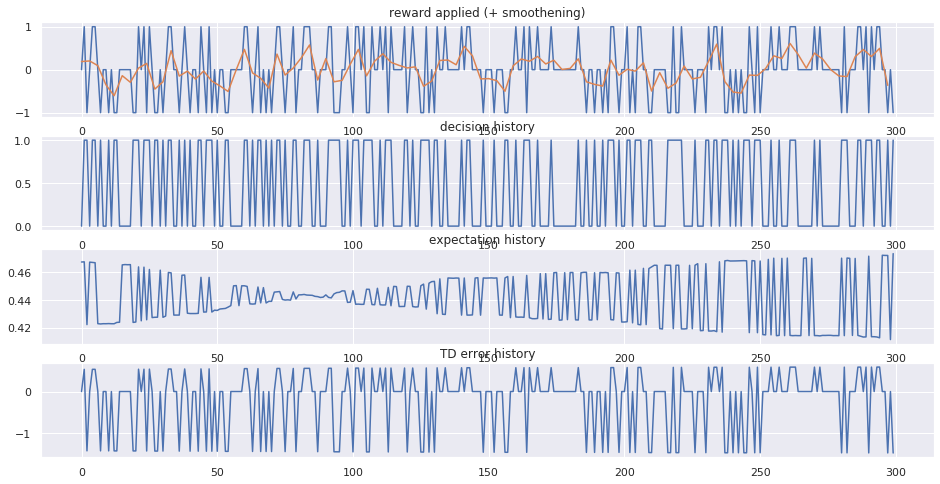 reward applied (+ smoothening)
1
0
−1
0 50 100 150 200 250 300
decision history
1.0
0.5
0.0
0 50 100 150 200 250 300
expectation history
0.46
0.44
0.42
0 50 100 150 200 250 300
TD error history
0
−1
0 50 100 150 200 250 300